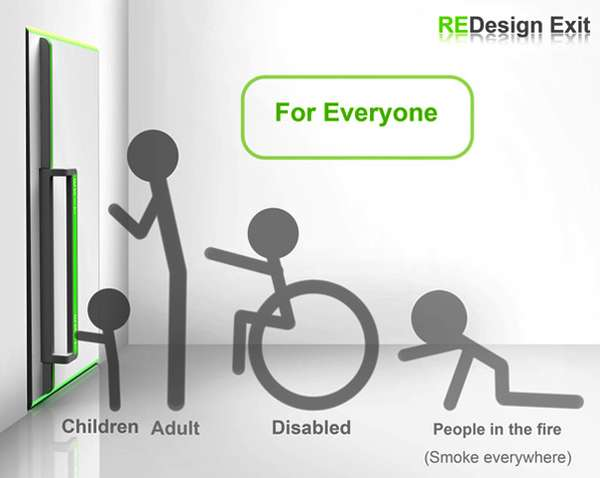 REDesign Exit
For Everyone
Children Adult Disabled People in the fire
(Smoke everywhere)